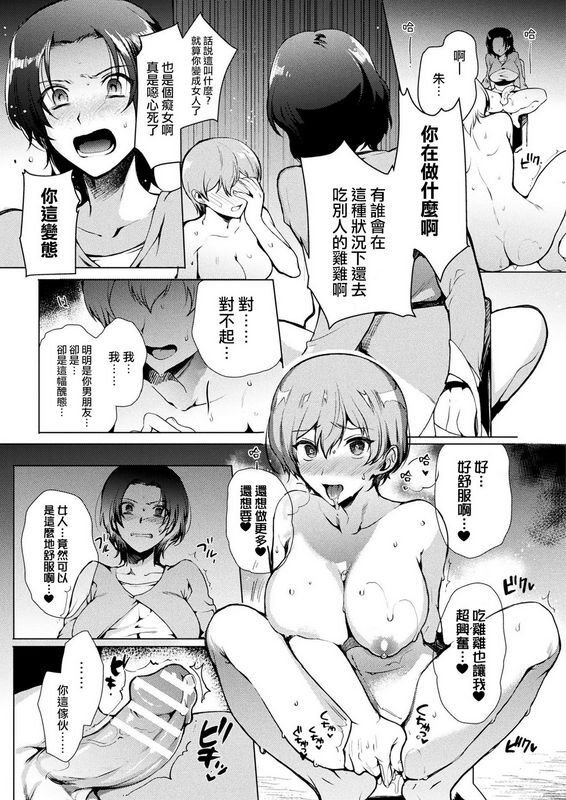 啊—
朱…
哈
哈
你在做什麼啊
有誰會在
這種狀況下還去
吃別人的雞雞啊
話說這叫什麼?
就算你變成女人了
也是個癡女啊
真是噁心死了
你這變態
對……
對不起…
我…
我…
明明是你男朋友…
卻是…
卻是這幅醜態
好…
好舒服啊…♥
哈
哈
還想做更多♥
還想要♥
吃雞雞也讓我
超興奮…♥
女人…竟然可以
是這麼地舒服啊…♥
…
你這傢伙……